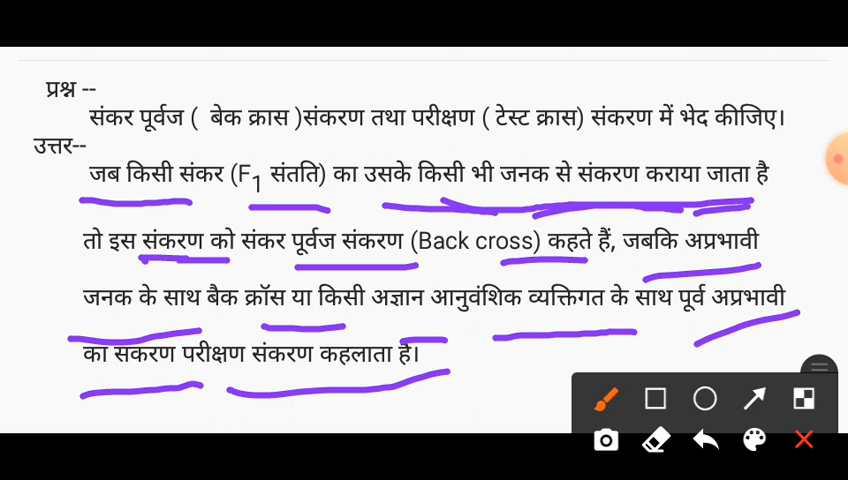 प्रश्न --
संकर पूर्वज ( बेक क्रास )संकरण तथा परीक्षण ( टेस्ट क्रास) संकरण में भेद कीजिए।
उत्तर--
जब किसी संकर (F1 संतति) का उसके किसी भी जनक से संकरण कराया जाता है
तो इस संकरण को संकर पूर्वज संकरण (Back cross) कहते हैं, जबकि अप्रभावी
जनक के साथ बैक क्रॉस या किसी अज्ञान आनुवंशिक व्यक्तिगत के साथ पूर्व अप्रभावी
का सकरण परीक्षण संकरण कहलाता है।